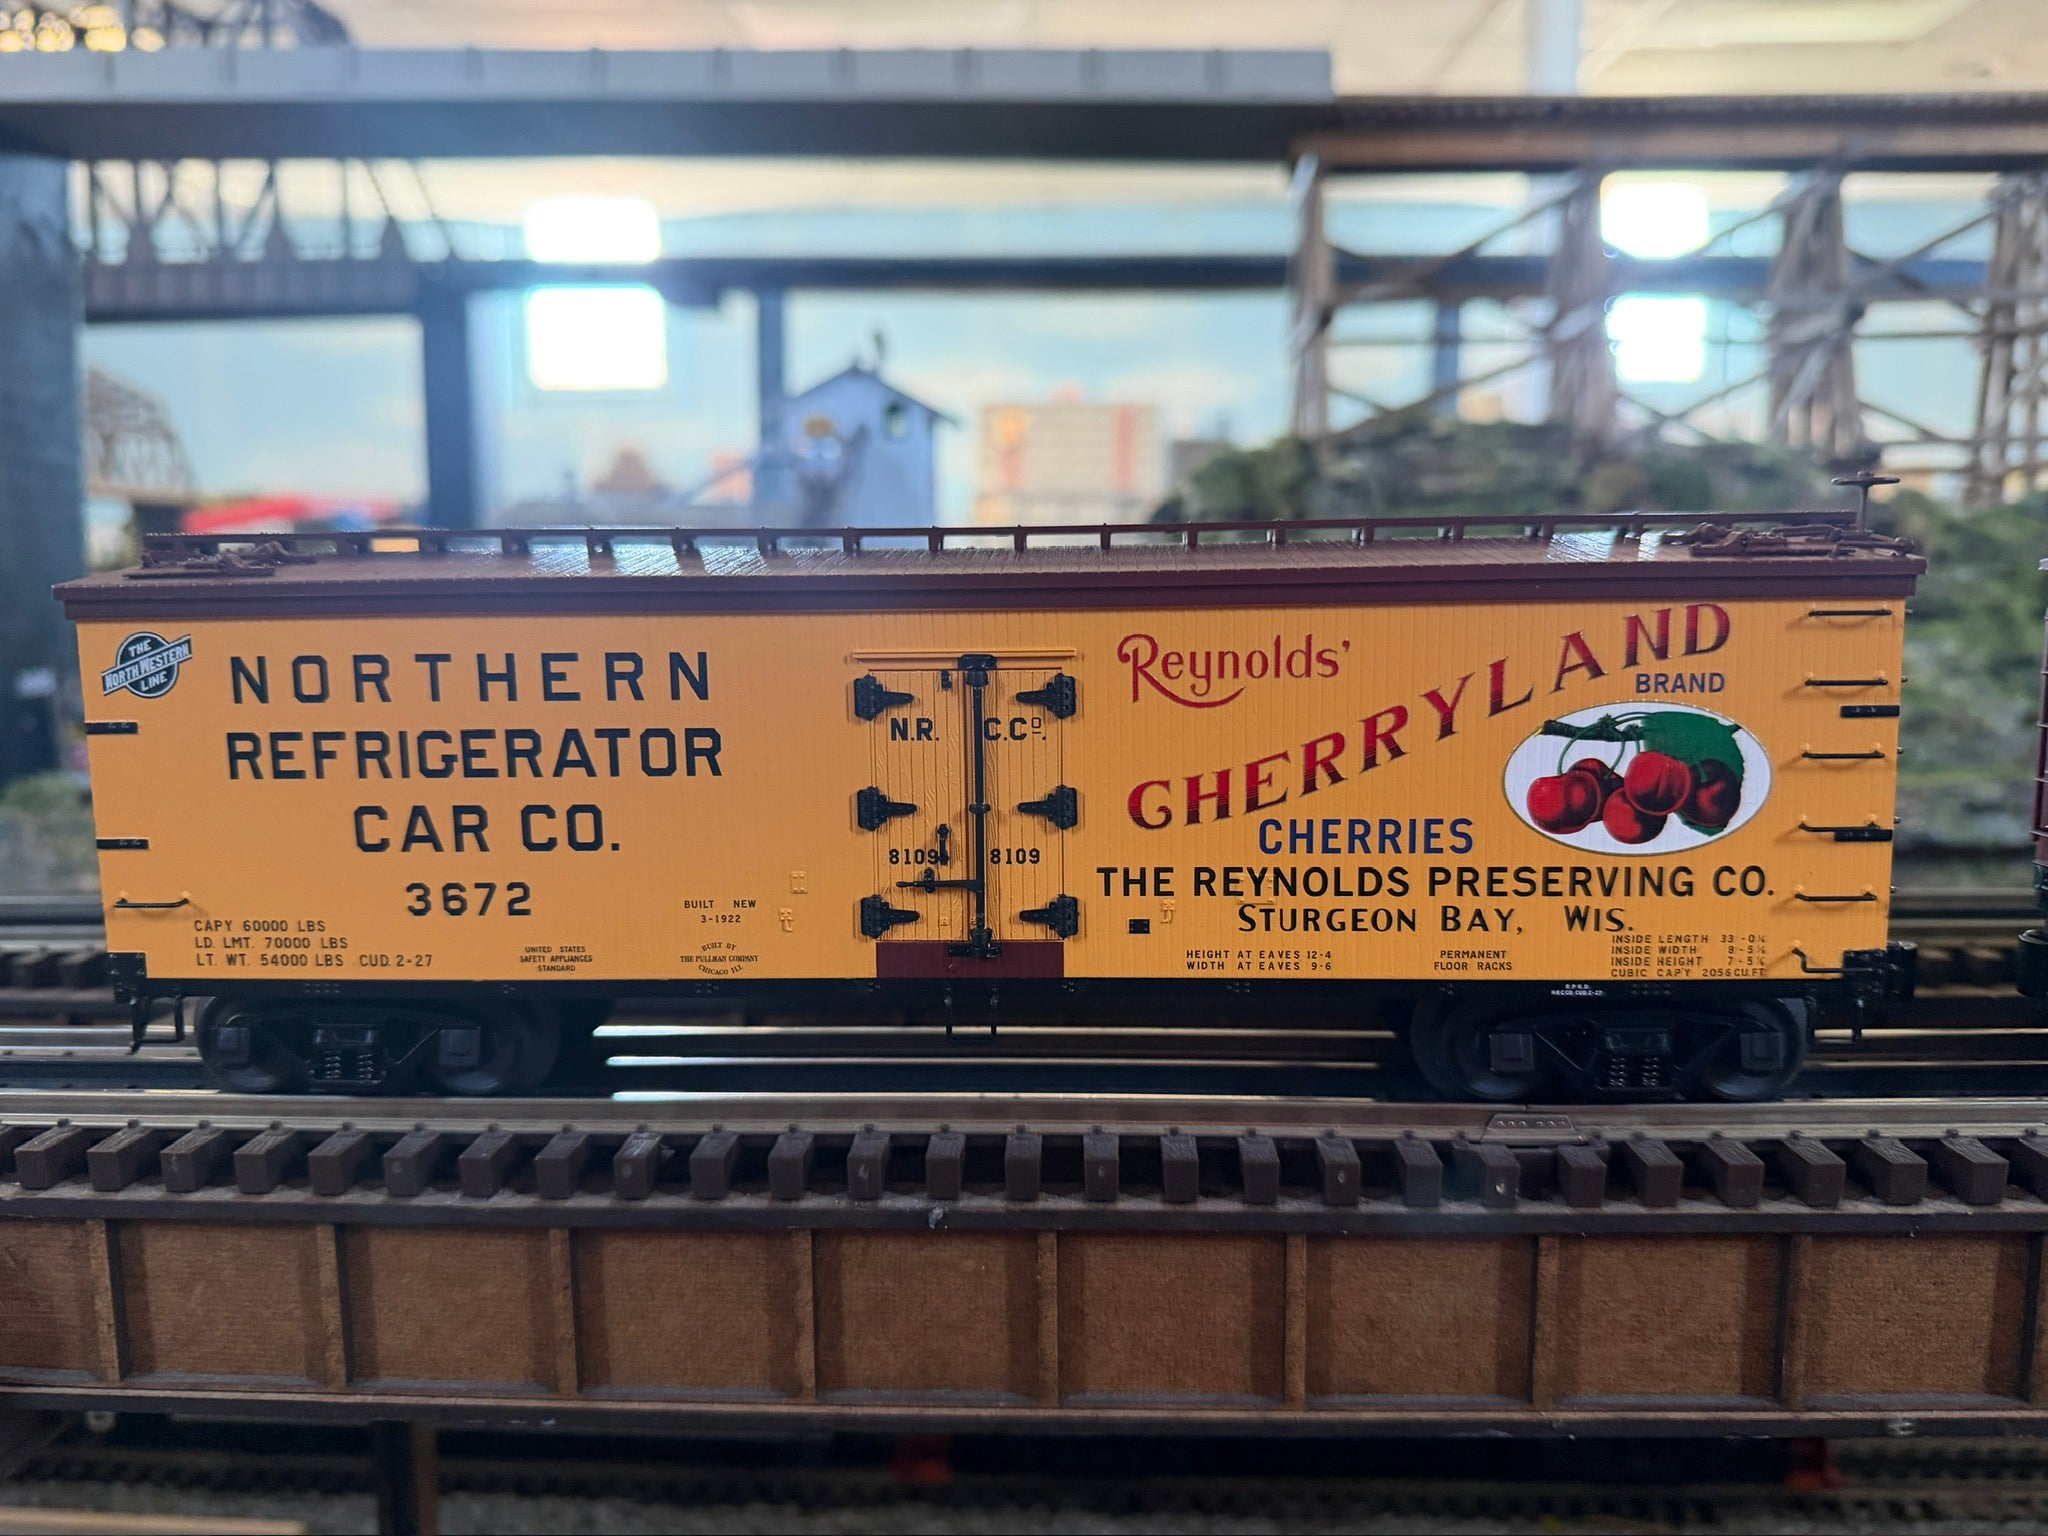 THE
NORTH WESTERN
LINE
NORTHERN
REFRIGERATOR
CAR CO.
3672
CAPY 60000 LBS
LD. LMT. 70000 LBS
LT. WT. 54000 LBS CUD. 2-27
UNITED STATES
SAFETY APPLIANCES
STANDARD
BUILT NEW
3-1922
BUILT BY
THE PULLMAN COMPANY
CHICAGO ILL
N.R. C.Co.
8109 8109
Reynolds'
CHERRYLAND
BRAND
CHERRIES
THE REYNOLDS PRESERVING CO.
STURGEON BAY, WIS.
HEIGHT AT EAVES 12-4
WIDTH AT EAVES 9-6
PERMANENT
FLOOR RACKS
INSIDE LENGTH 33-0¼
INSIDE WIDTH 8-5¼
INSIDE HEIGHT 7-5¼
CUBIC CAP'Y 2056 CU.FT.